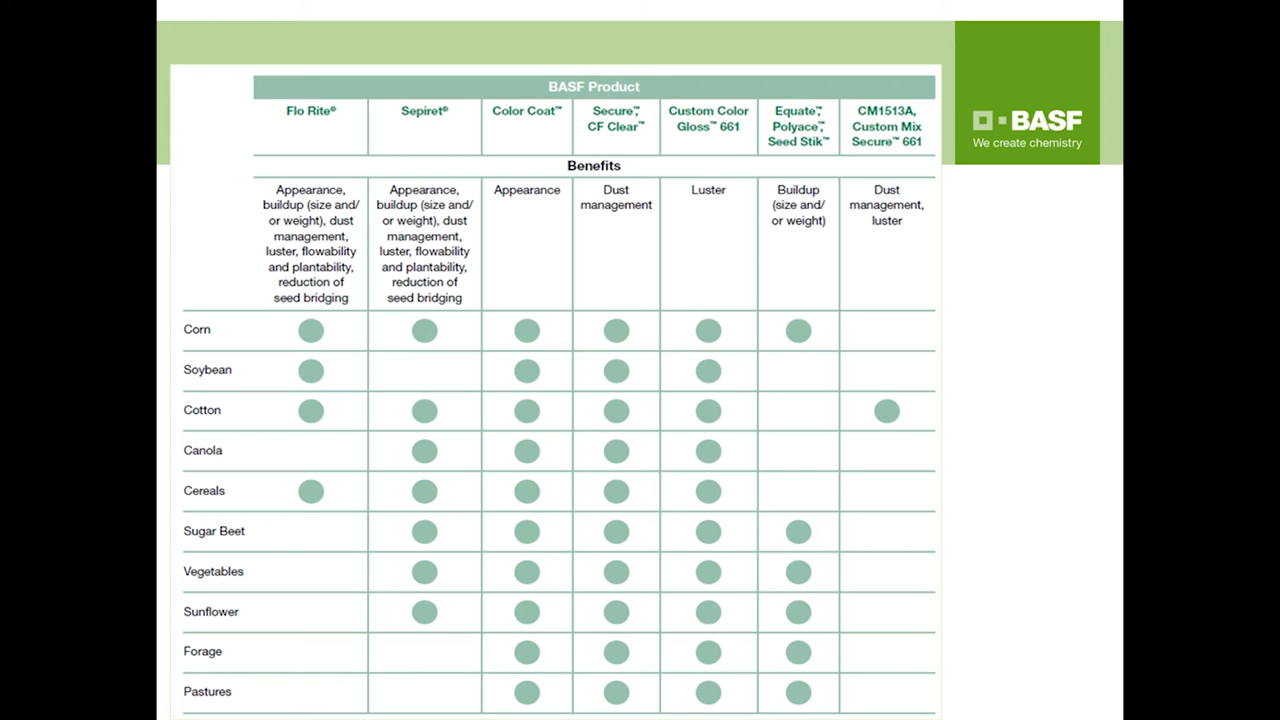 BASF Product
Flo Rite®
Sepiret®
Color Coat™
Secure™,
CF Clear™
Custom Color
Gloss™ 661
Equate™,
Polyace™,
Seed Stik™
CM1513A,
Custom Mix
Secure™ 661
BASF
We create chemistry
Benefits
Appearance,
buildup (size and/
or weight), dust
management,
luster, flowability
and plantability,
reduction of
seed bridging
Appearance,
buildup (size and/
or weight), dust
management,
luster, flowability
and plantability,
reduction of
seed bridging
Appearance
Dust
management
Luster
Buildup
(size and/
or weight)
Dust
management,
luster
Corn
Soybean
Cotton
Canola
Cereals
Sugar Beet
Vegetables
Sunflower
Forage
Pastures